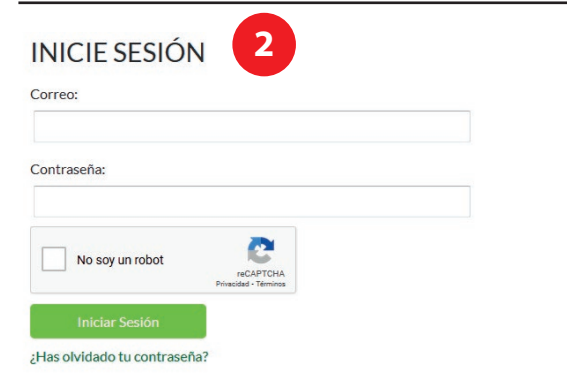 INICIE SESIÓN 2
Correo:
Contraseña:
No soy un robot
reCAPTCHA
Privacidad • Términos
Iniciar Sesión
¿Has olvidado tu contraseña?